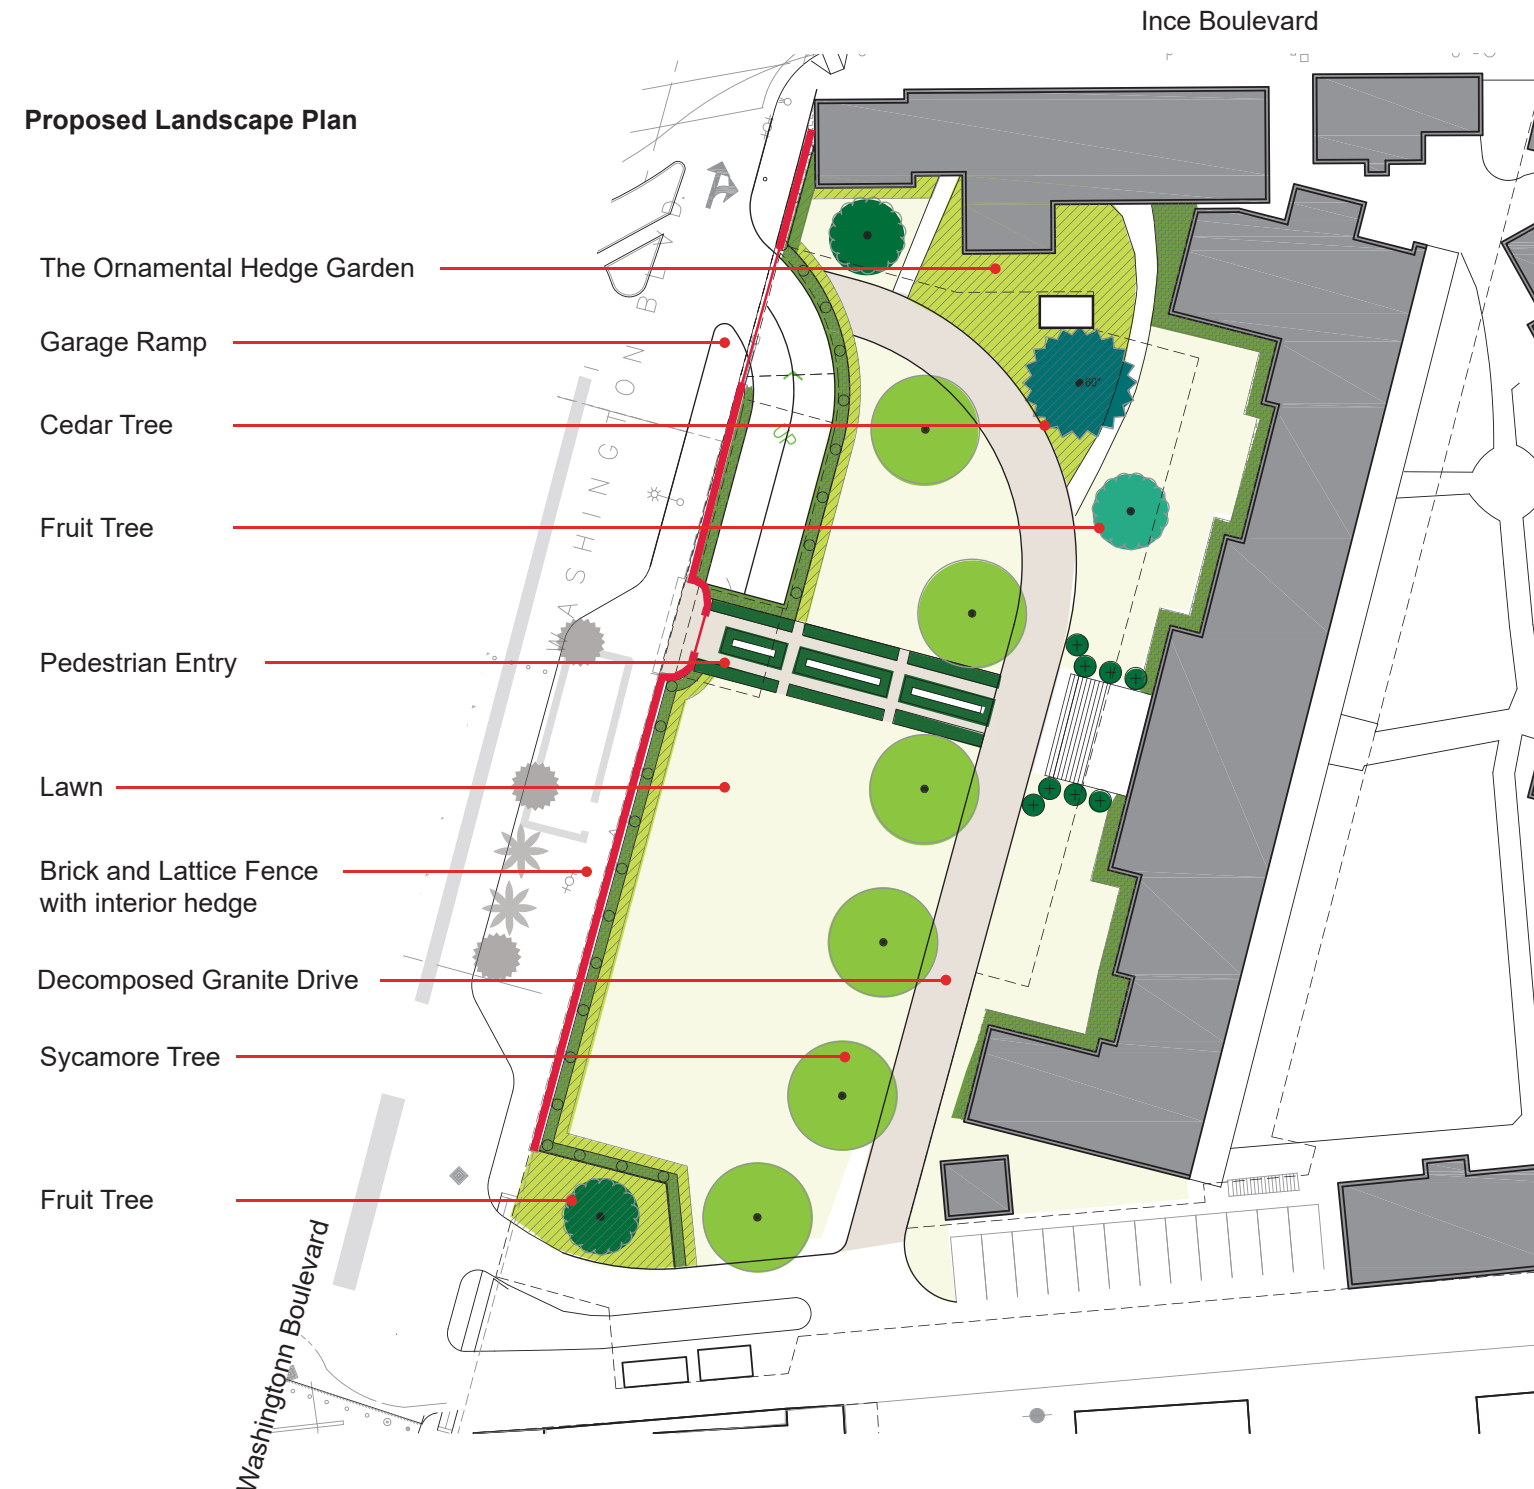 Ince Boulevard
Proposed Landscape Plan
The Ornamental Hedge Garden
Garage Ramp
Cedar Tree
Fruit Tree
Pedestrian Entry
Lawn
Brick and Lattice Fence
with interior hedge
Decomposed Granite Drive
Sycamore Tree
Fruit Tree
Washingtonn Boulevard
WASHINGTON BLVD.
60"
UP